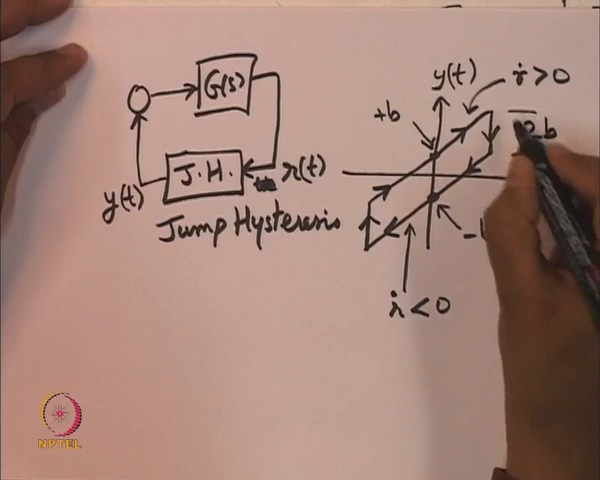 G(s)
y(t)
ṙ>0
+b
2b
J.H.
r(t)
y(t)
Jump Hysteresis
ṙ<0
NPTEL